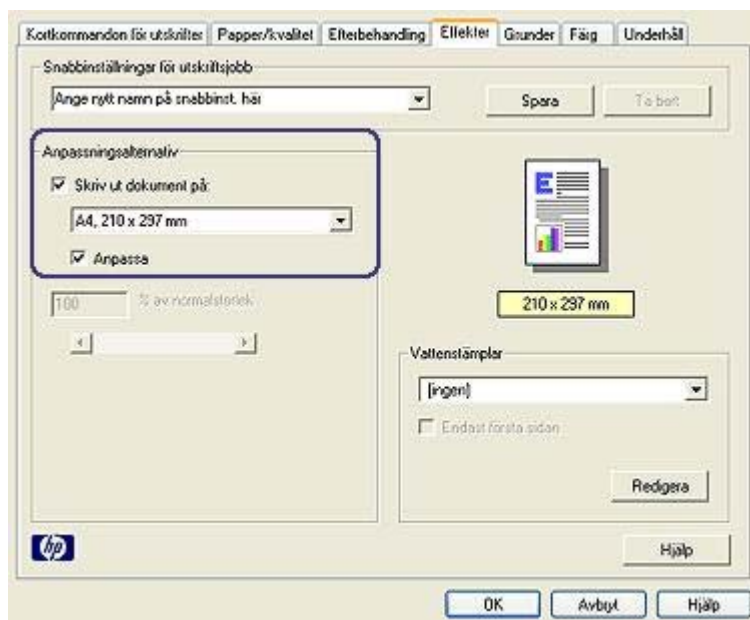 Kortkommandon för utskrifter Papper/kvalitet Efterbehandling Effekter Grunder Färg Underhåll
Snabbinställningar för utskriftsjobb
Ange nytt namn på snabbinst. här Spara Ta bort
Anpassningsalternativ
Skriv ut dokument på:
A4, 210 x 297 mm
Anpassa
100 % av normalstorlek
E
210 x 297 mm
Vattenstämplar
(ingen)
Endast första sidan
Redigera
hp
Hjälp
OK Avbryt Hjälp